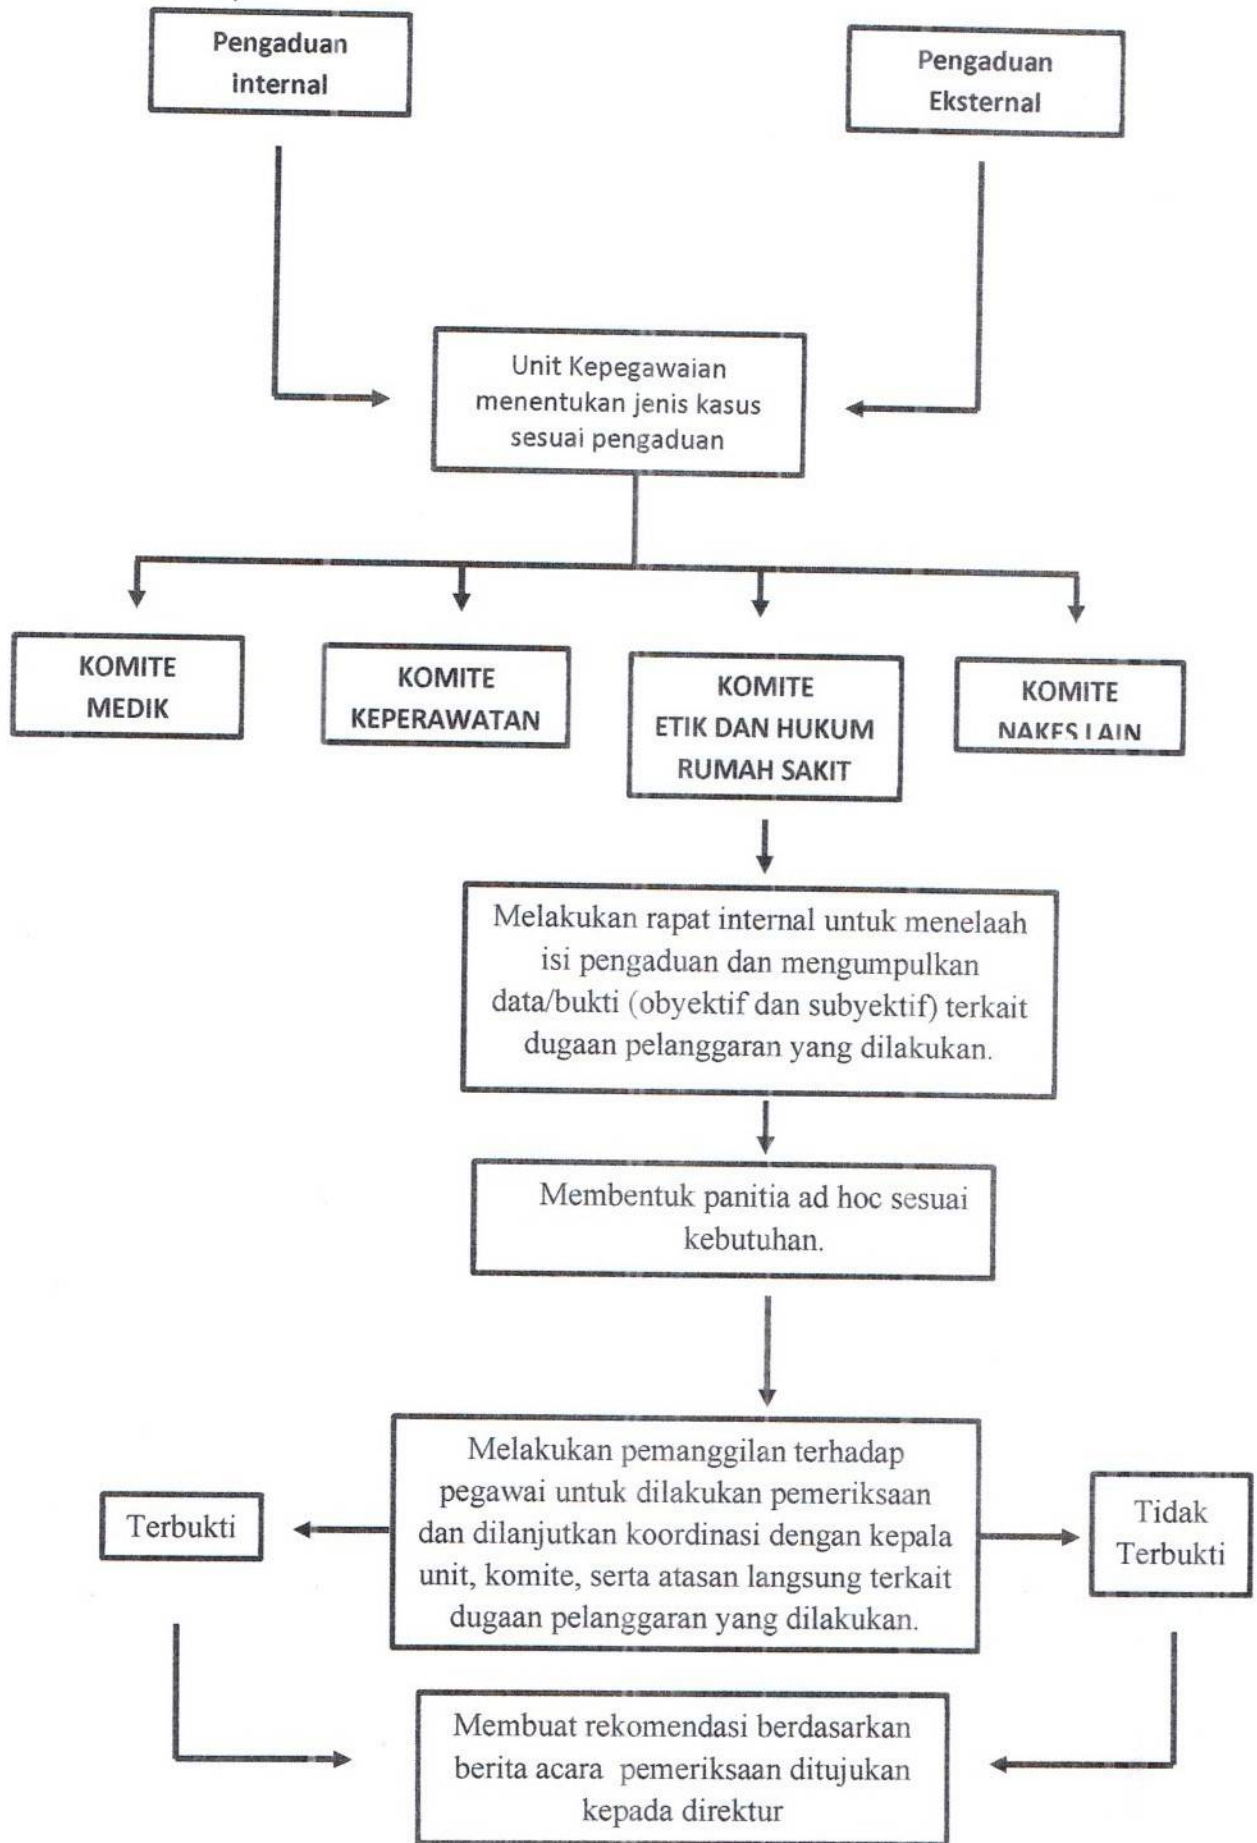 Pengaduan
internal
Pengaduan
Eksternal
Unit Kepegawaian
menentukan jenis kasus
sesuai pengaduan
KOMITE
MEDIK
KOMITE
KEPERAWATAN
KOMITE
ETIK DAN HUKUM
RUMAH SAKIT
KOMITE
NAKES LAIN
Melakukan rapat internal untuk menelaah
isi pengaduan dan mengumpulkan
data/bukti (obyektif dan subyektif) terkait
dugaan pelanggaran yang dilakukan.
Membentuk panitia ad hoc sesuai
kebutuhan.
Melakukan pemanggilan terhadap
pegawai untuk dilakukan pemeriksaan
dan dilanjutkan koordinasi dengan kepala
unit, komite, serta atasan langsung terkait
dugaan pelanggaran yang dilakukan.
Terbukti
Tidak
Terbukti
Membuat rekomendasi berdasarkan
berita acara pemeriksaan ditujukan
kepada direktur